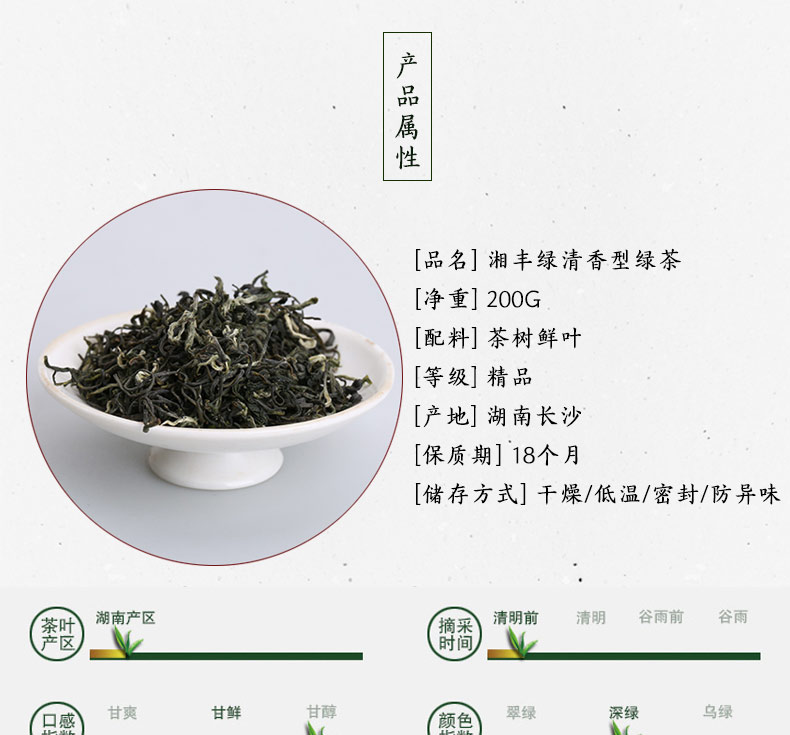 产品属性
[品名] 湘丰绿清香型绿茶
[净重] 200G
[配料] 茶树鲜叶
[等级] 精品
[产地] 湖南长沙
[保质期] 18个月
[储存方式] 干燥/低温/密封/防异味
茶叶
产区
湖南产区
摘采
时间
清明前 清明 谷雨前 谷雨
口感
甘爽 甘鲜 甘醇
颜色
翠绿 深绿 乌绿